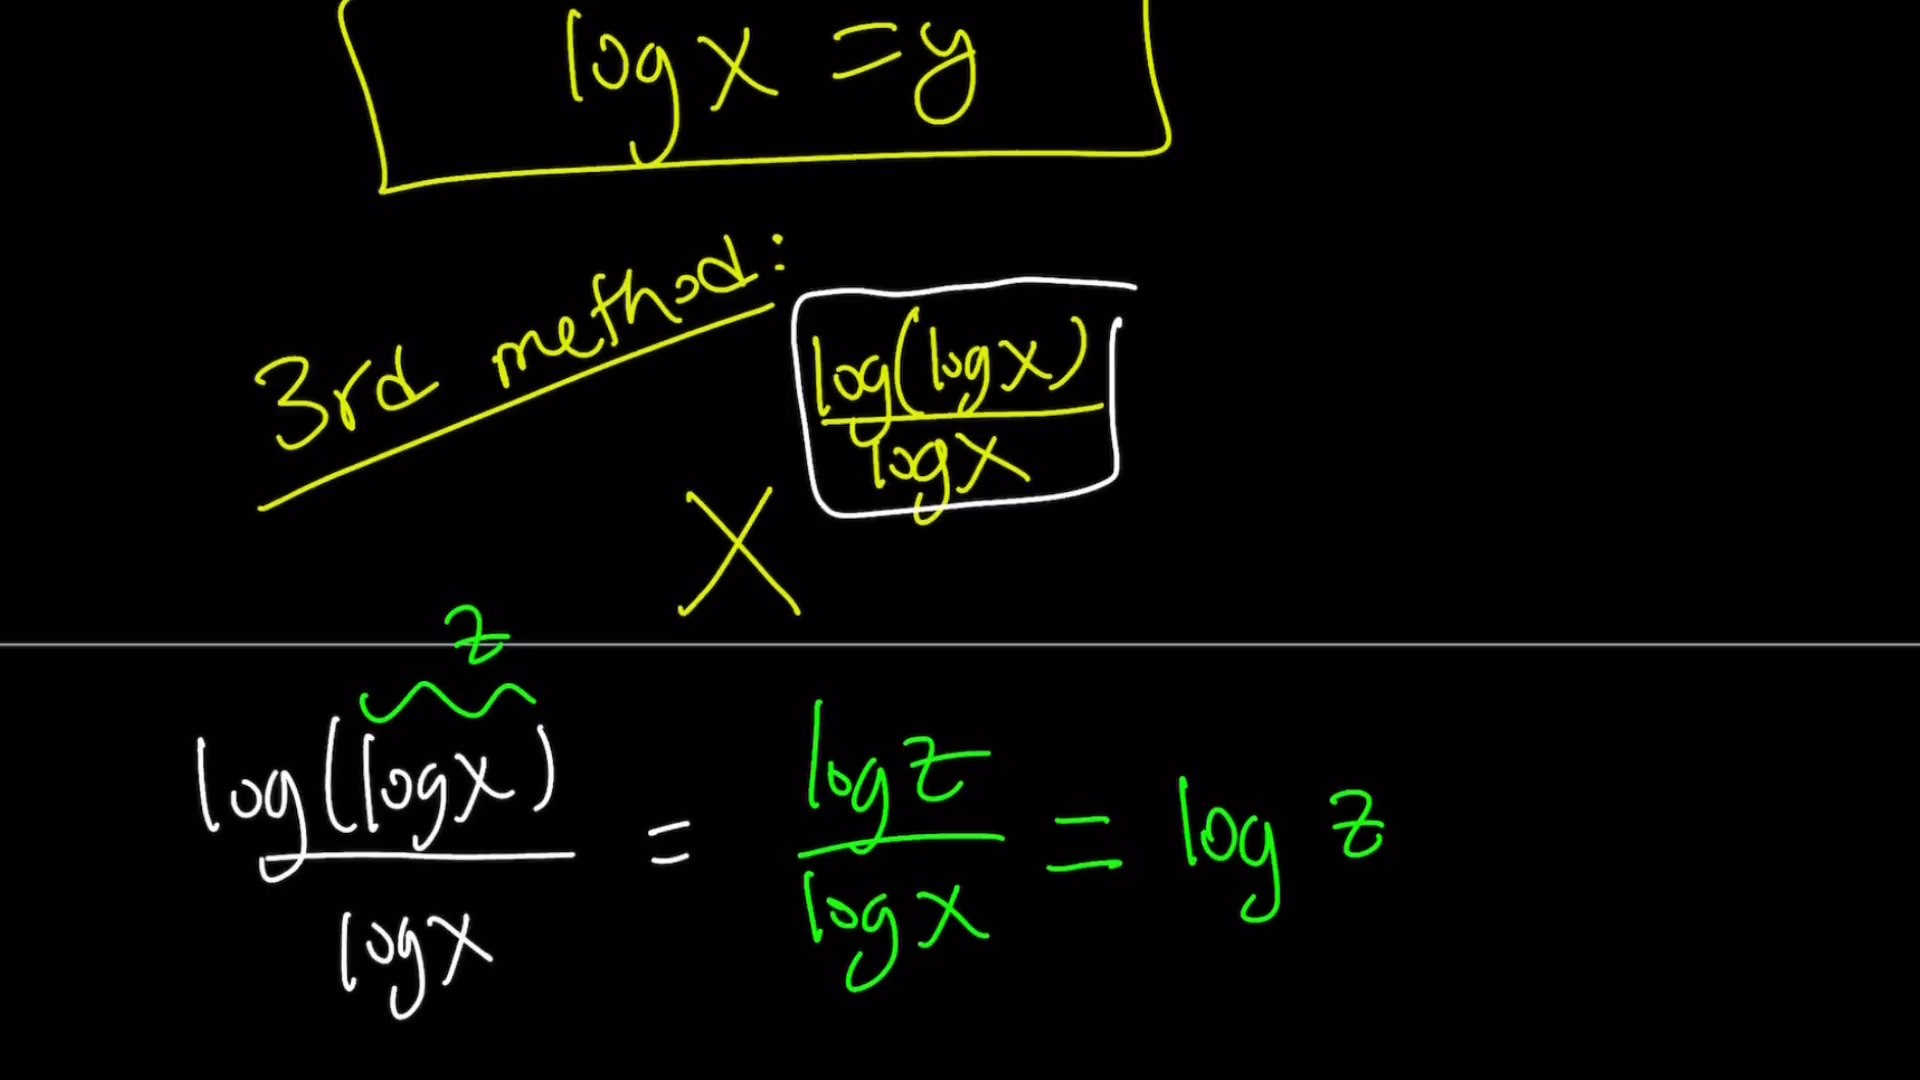 log x = y
3rd method:
x^(log(log x)/log x)
z
log(log x)/log x = log z/log x = log z